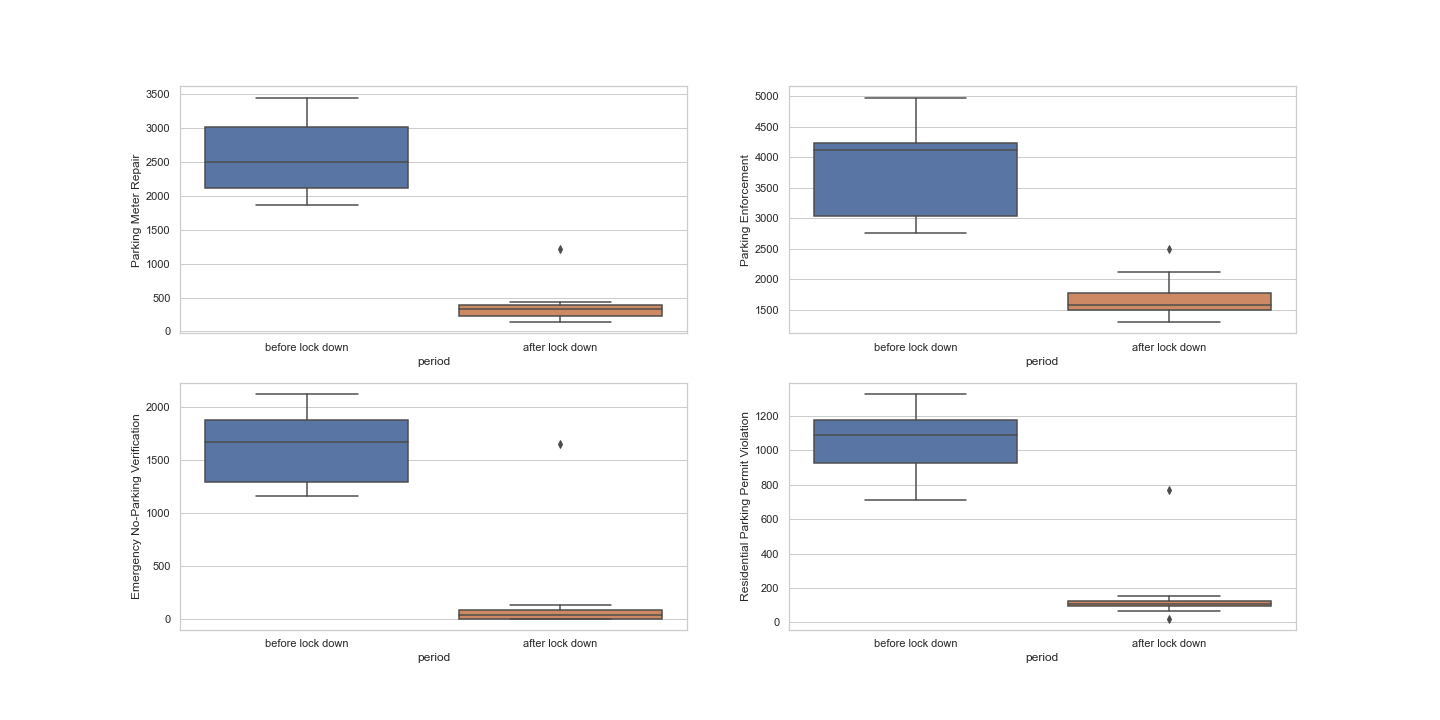 Parking Meter Repair
3500
3000
2500
2000
1500
1000
500
0
before lock down
after lock down
period
Parking Enforcement
5000
4500
4000
3500
3000
2500
2000
1500
before lock down
after lock down
period
Emergency No-Parking Verification
2000
1500
1000
500
0
before lock down
after lock down
period
Residential Parking Permit Violation
1200
1000
800
600
400
200
0
before lock down
after lock down
period